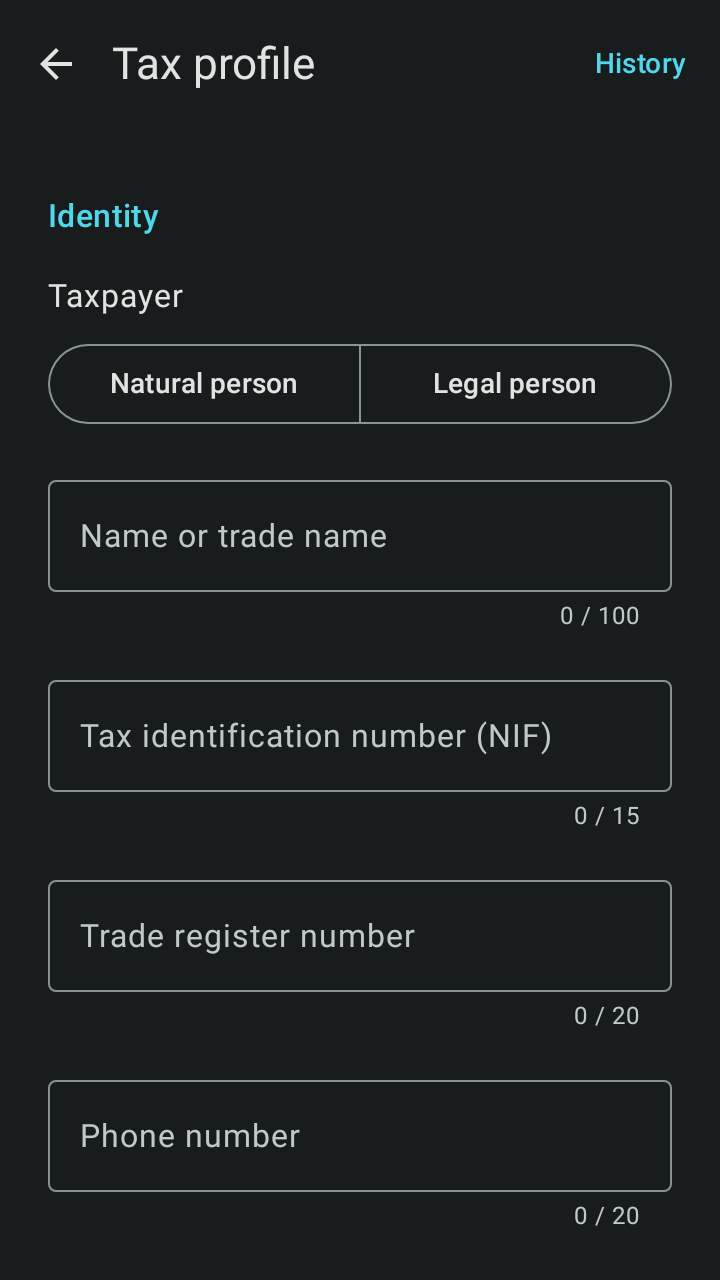 Tax profile
History
Identity
Taxpayer
Natural person
Legal person
Name or trade name
0 / 100
Tax identification number (NIF)
0 / 15
Trade register number
0 / 20
Phone number
0 / 20